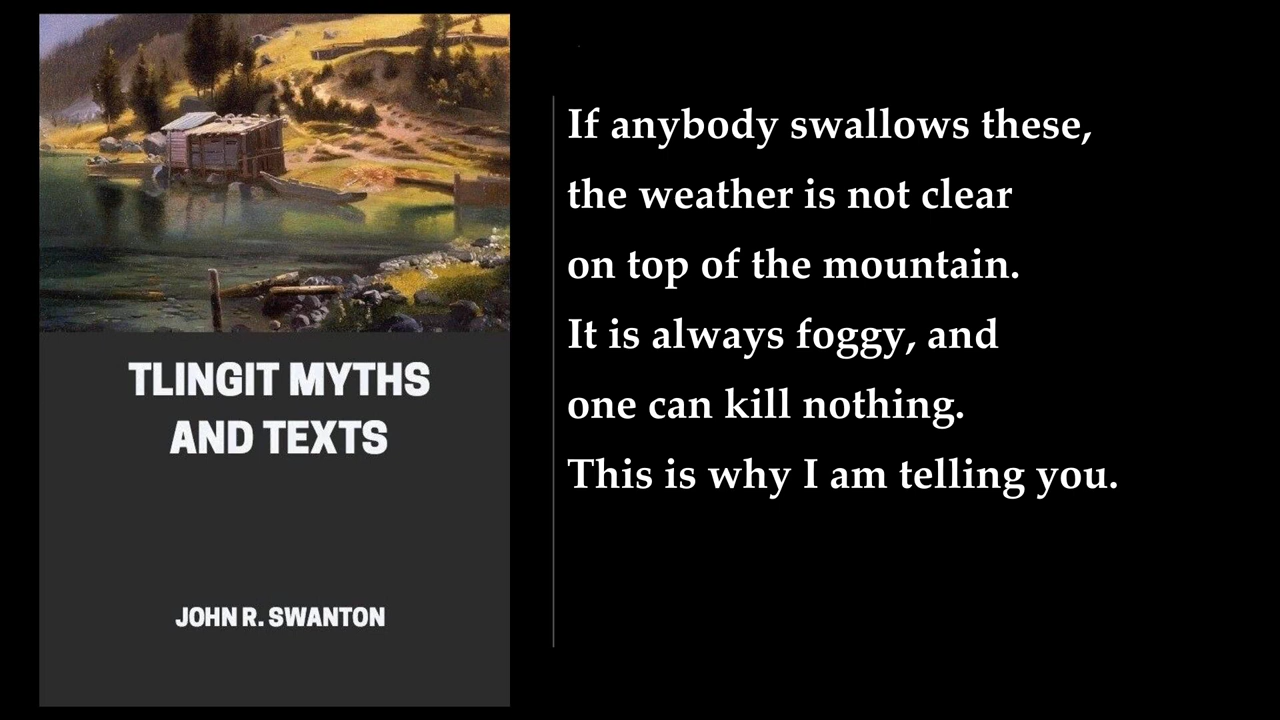 TLINGIT MYTHS
AND TEXTS
JOHN R. SWANTON
If anybody swallows these,
the weather is not clear
on top of the mountain.
It is always foggy, and
one can kill nothing.
This is why I am telling you.